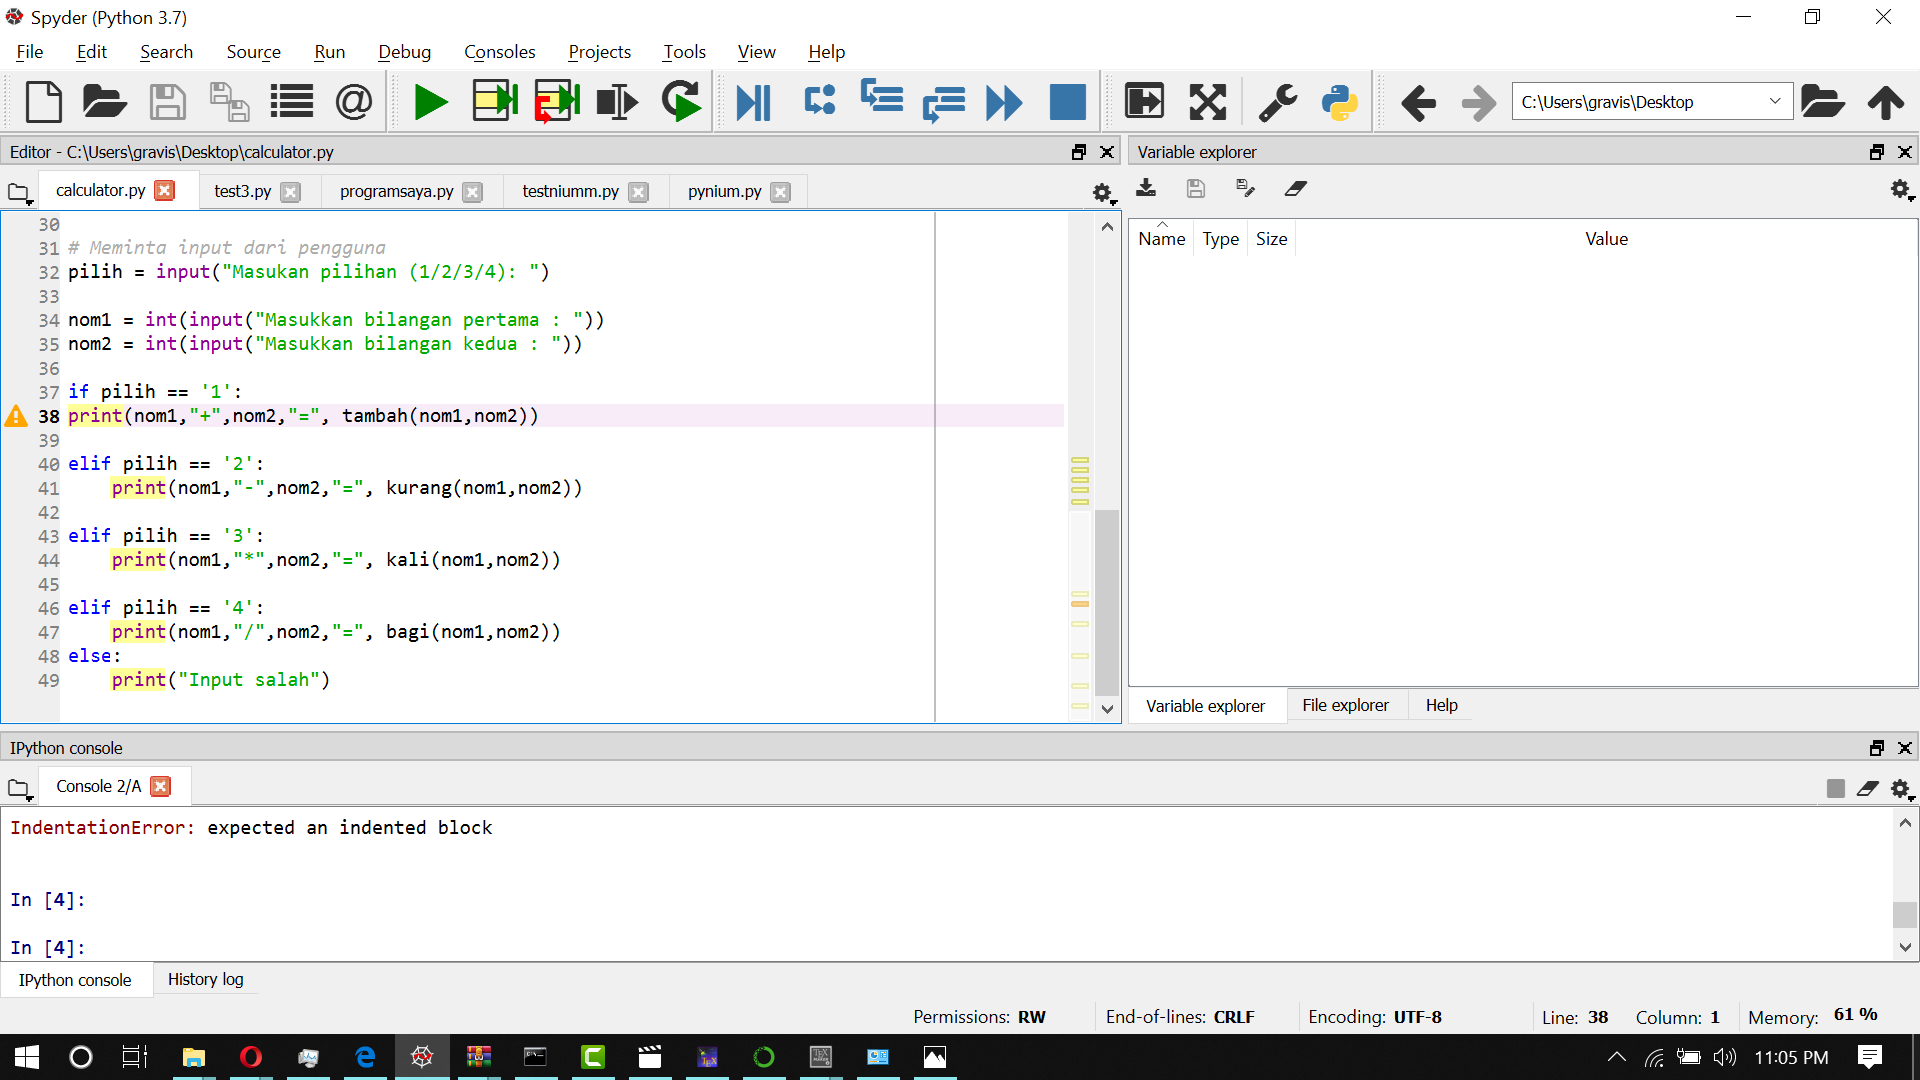 Spyder (Python 3.7)
File Edit Search Source Run Debug Consoles Projects Tools View Help
C:\Users\gravis\Desktop
Editor - C:\Users\gravis\Desktop\calculator.py
Variable explorer
calculator.py test3.py programsaya.py testniumm.py pynium.py
Name Type Size Value
30
31 # Meminta input dari pengguna
32 pilih = input("Masukan pilihan (1/2/3/4): ")
33
34 nom1 = int(input("Masukkan bilangan pertama : "))
35 nom2 = int(input("Masukkan bilangan kedua : "))
36
37 if pilih == '1':
38 print(nom1,"+",nom2,"=", tambah(nom1,nom2))
39
40 elif pilih == '2':
41     print(nom1,"-",nom2,"=", kurang(nom1,nom2))
42
43 elif pilih == '3':
44     print(nom1,"*",nom2,"=", kali(nom1,nom2))
45
46 elif pilih == '4':
47     print(nom1,"/",nom2,"=", bagi(nom1,nom2))
48 else:
49     print("Input salah")
Variable explorer File explorer Help
IPython console
Console 2/A
IndentationError: expected an indented block
In [4]:
In [4]:
IPython console History log
Permissions: RW End-of-lines: CRLF Encoding: UTF-8 Line: 38 Column: 1 Memory: 61 %
11:05 PM